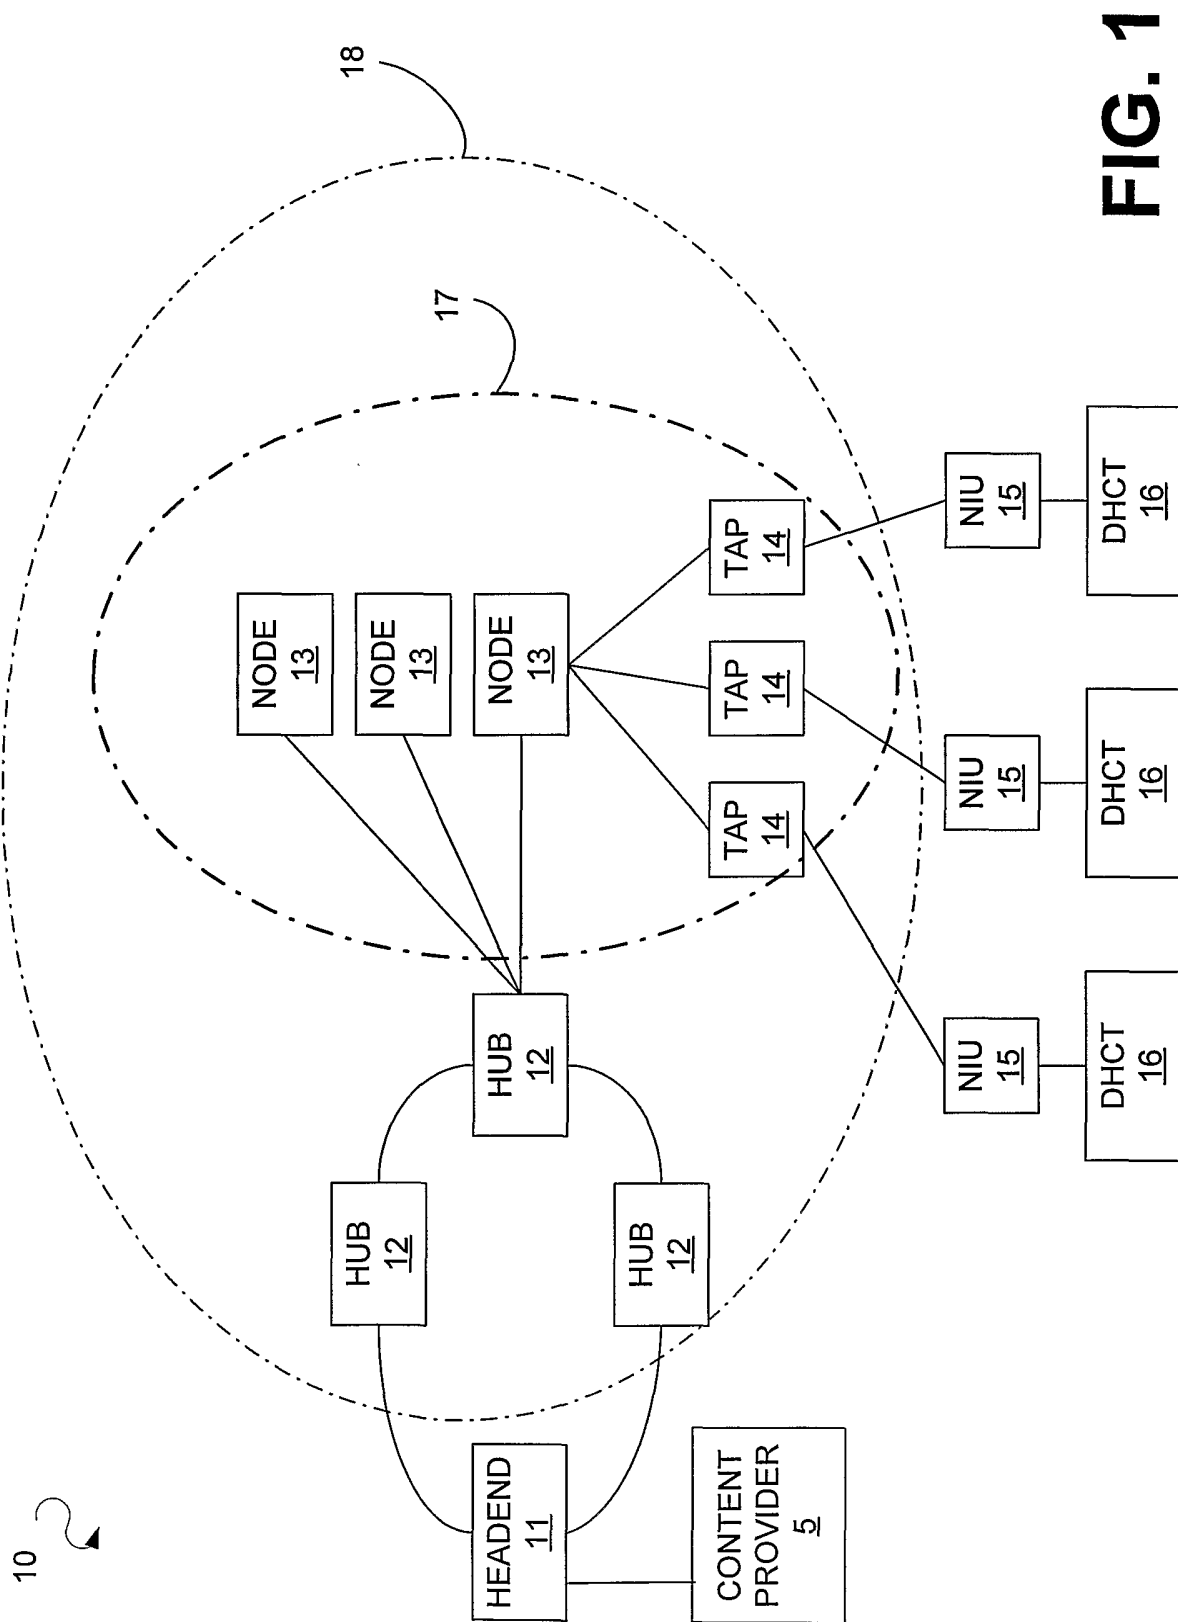 10
18
17
HEADEND
11
CONTENT
PROVIDER
5
HUB
12
HUB
12
HUB
12
NODE
13
NODE
13
NODE
13
TAP
14
TAP
14
TAP
14
NIU
15
NIU
15
NIU
15
DHCT
16
DHCT
16
DHCT
16
FIG. 1